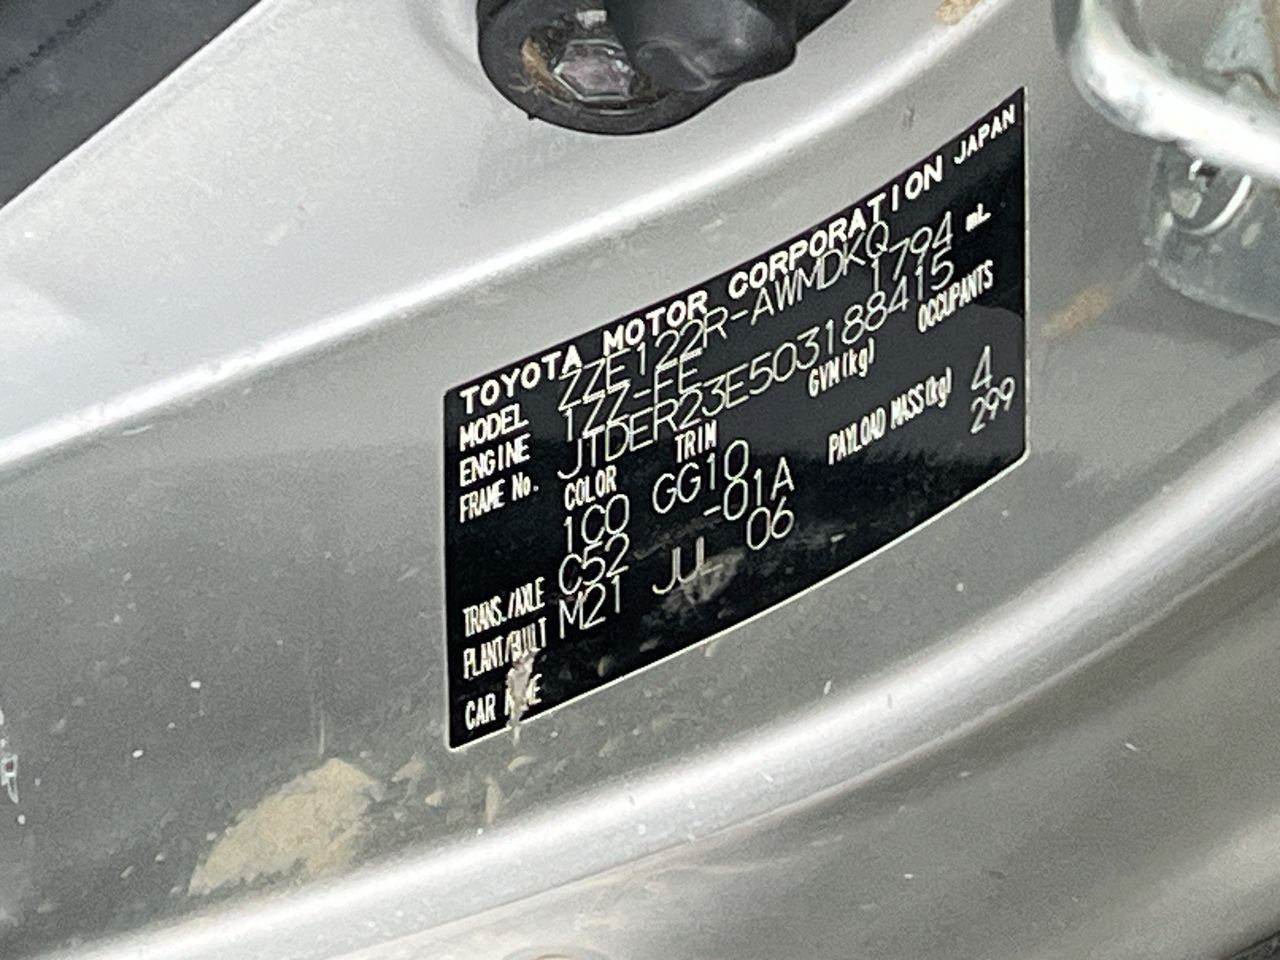 TOYOTA MOTOR CORPORATION JAPAN
MODEL ZZE122R-AWMDKQ
ENGINE 1ZZ-FE 1794 mL
FRAME No. JTDER23E503188415
COLOR TRIM GVM(kg) OCCUPANTS
1C0 GG10 4
PAYLOAD MASS(kg) 299
TRANS./AXLE C52 -01A
PLANT/BUILT M21 JUL 06
CAR